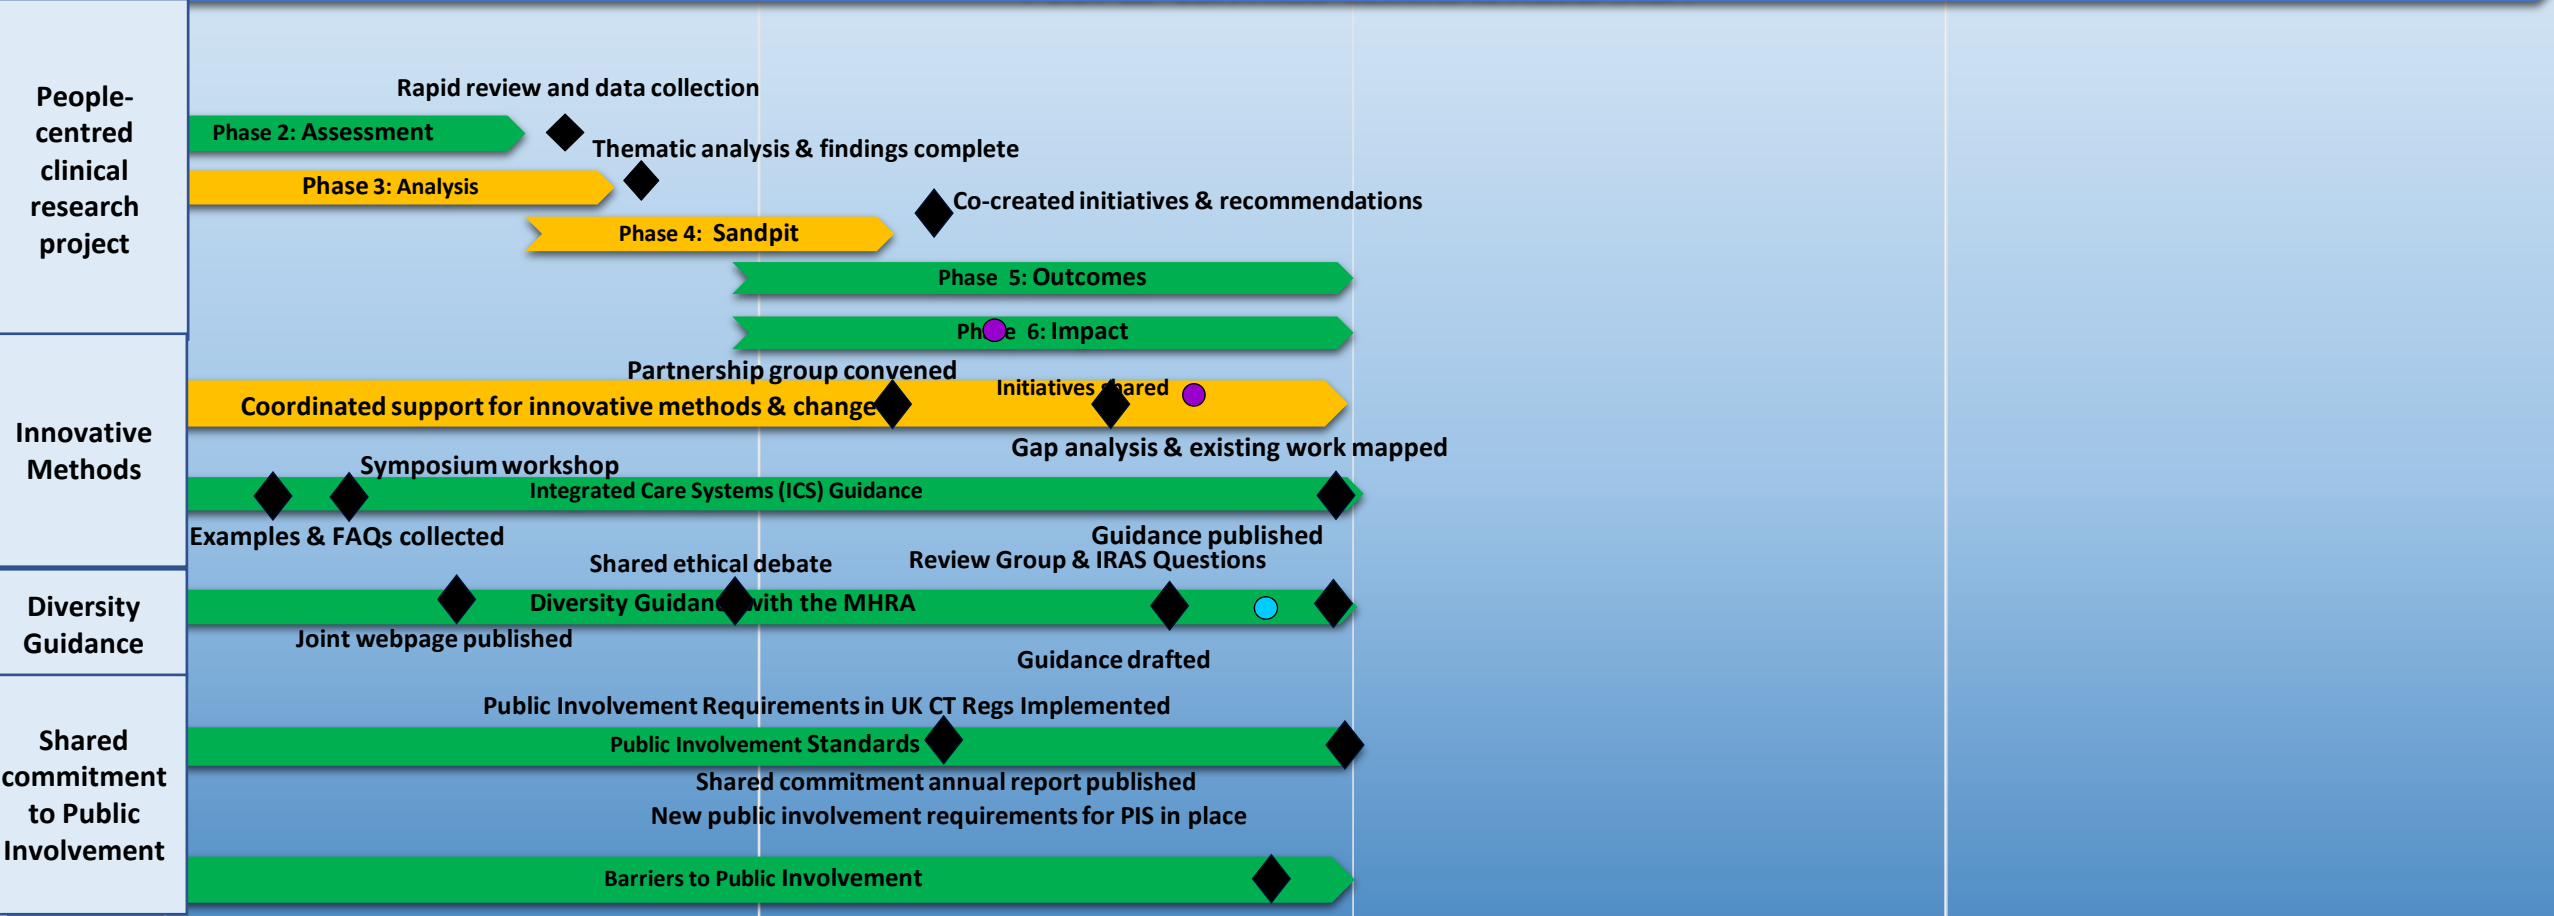 People-
centred
clinical
research
project
Rapid review and data collection
Phase 2: Assessment
Thematic analysis & findings complete
Phase 3: Analysis
Co-created initiatives & recommendations
Phase 4: Sandpit
Phase 5: Outcomes
6: Impact
Innovative
Methods
Partnership group convened
Initiatives shared
Coordinated support for innovative methods & change
Gap analysis & existing work mapped
Symposium workshop
Integrated Care Systems (ICS) Guidance
Examples & FAQs collected
Guidance published
Diversity
Guidance
Shared ethical debate
Review Group & IRAS Questions
Diversity Guidance with the MHRA
Joint webpage published
Guidance drafted
Shared
commitment
to Public
Involvement
Public Involvement Requirements in UK CT Regs Implemented
Public Involvement Standards
Shared commitment annual report published
New public involvement requirements for PIS in place
Barriers to Public Involvement